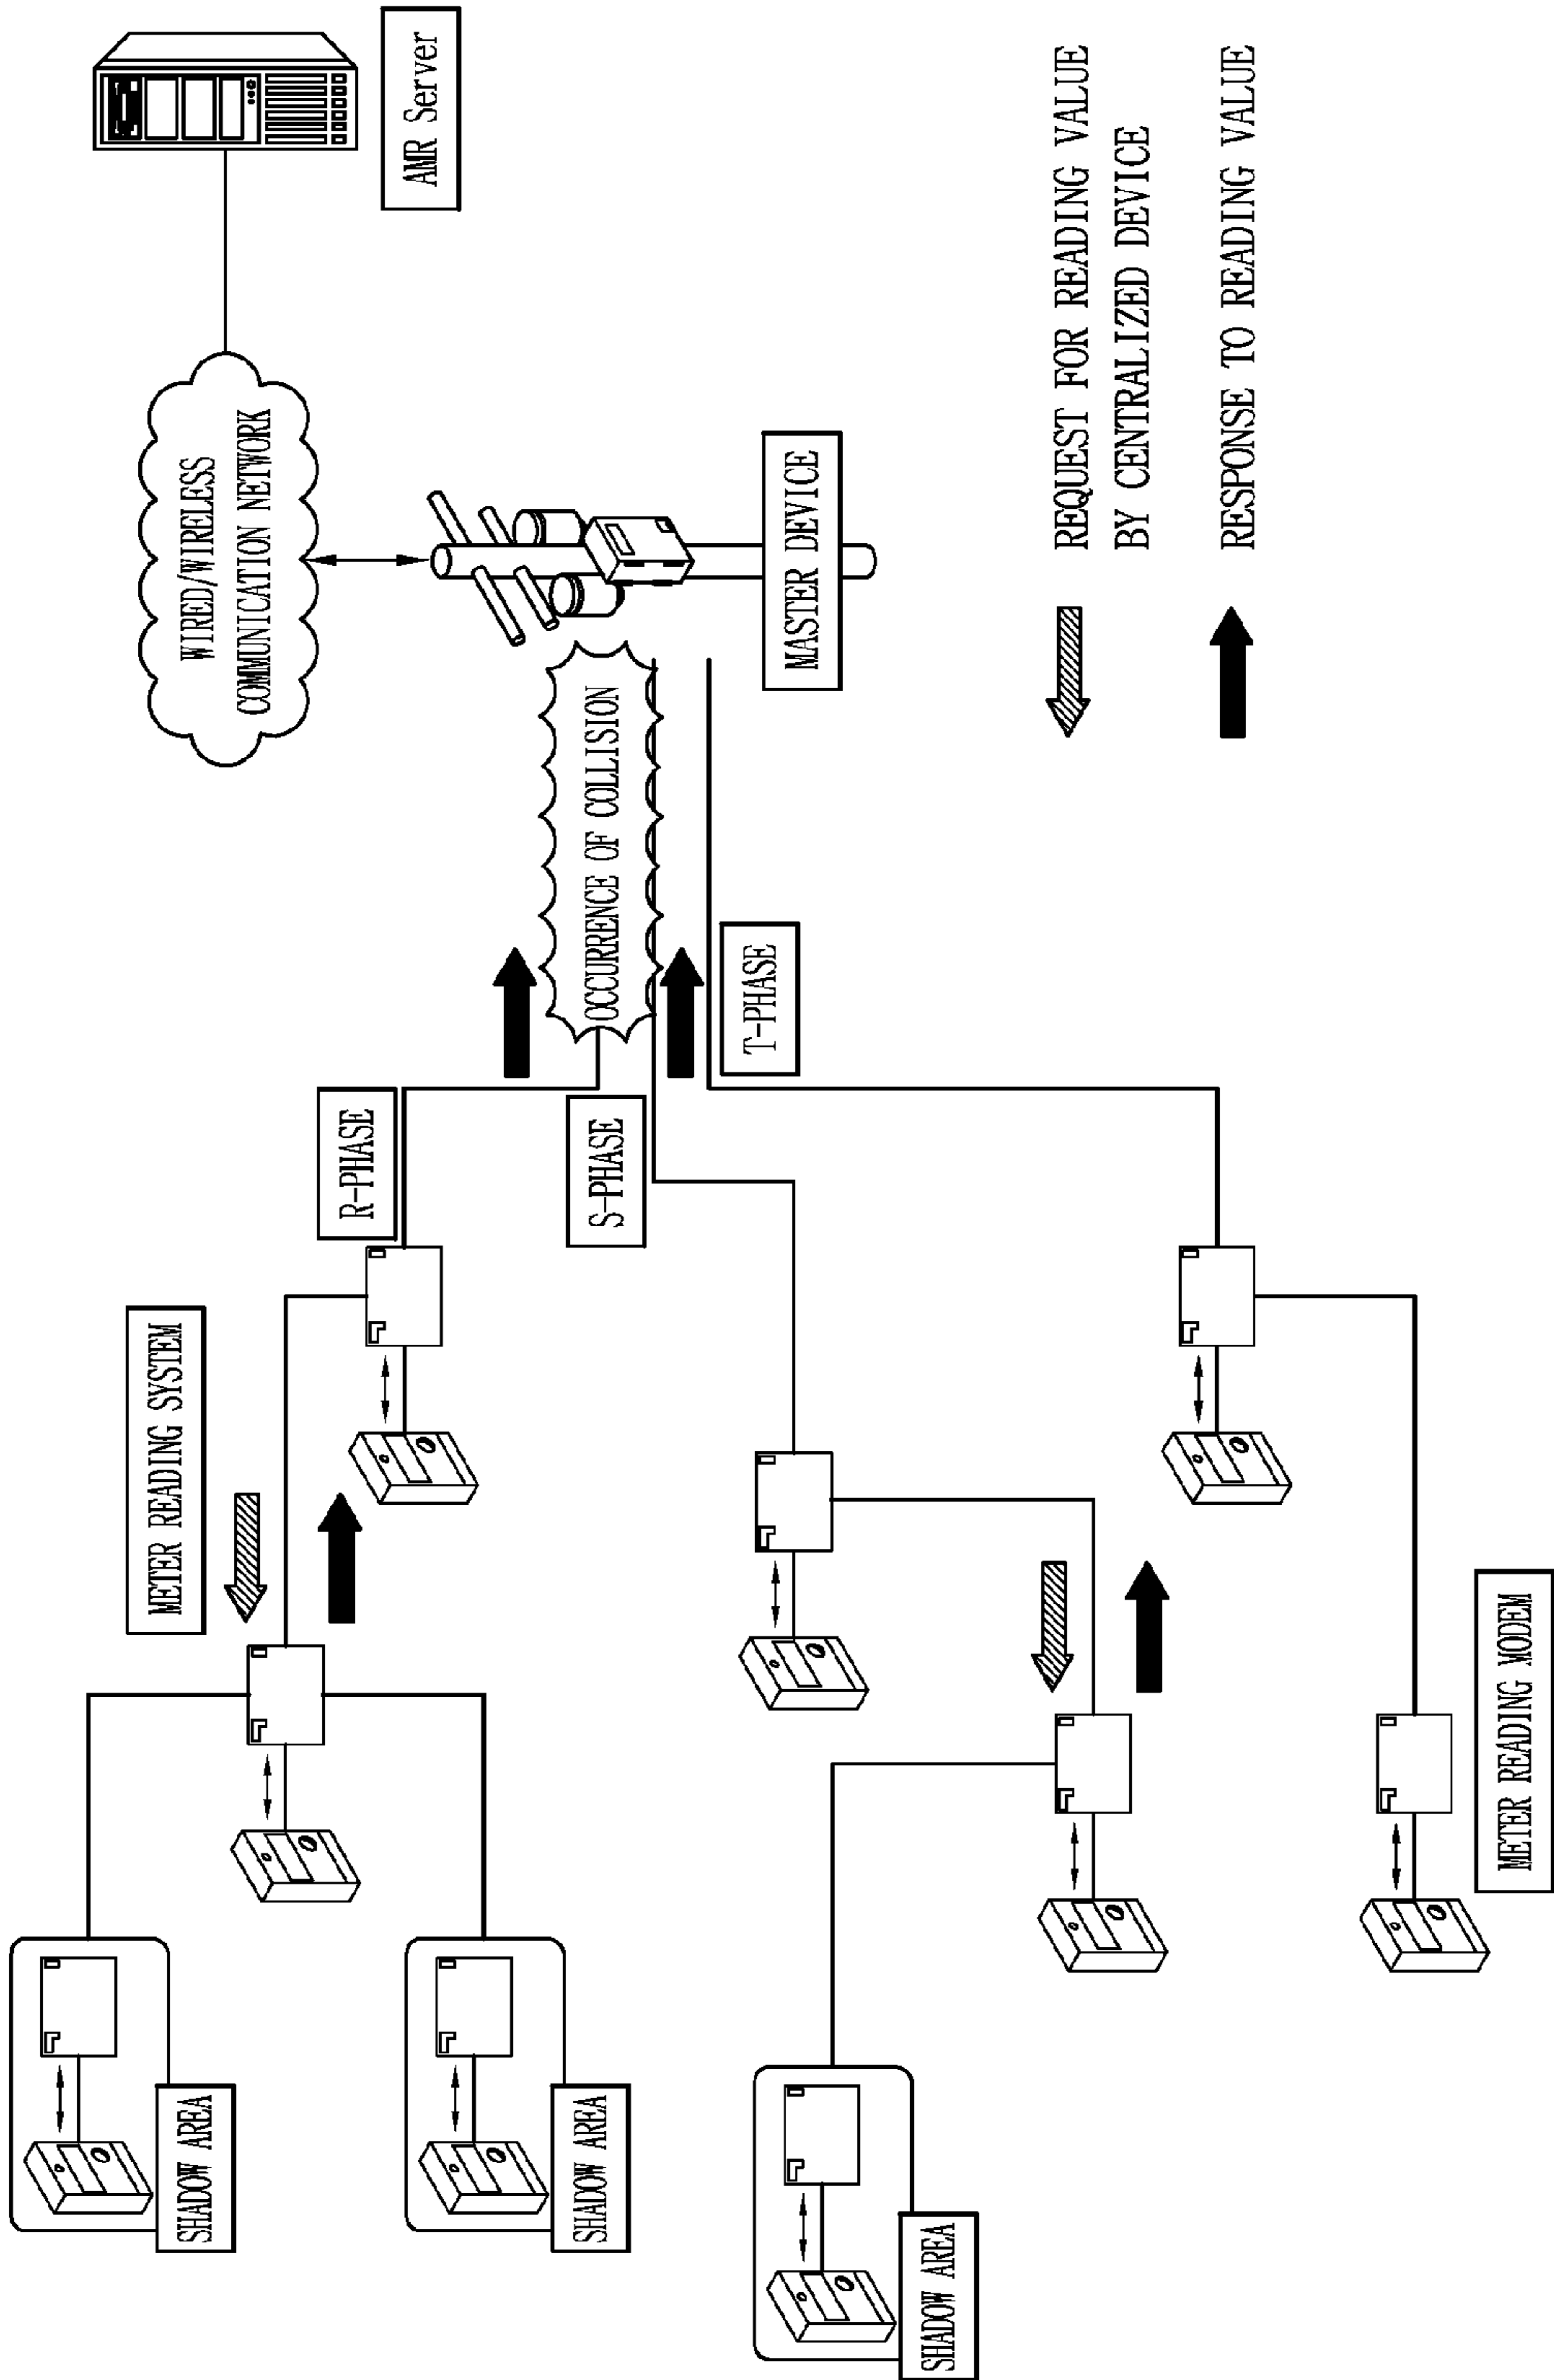 AMR Server
WIRED/WIRELESS
COMMUNICATION NETWORK
MASTER DEVICE
OCCURRENCE OF COLLISION
R-PHASE
S-PHASE
T-PHASE
METER READING SYSTEM
SHADOW AREA
SHADOW AREA
SHADOW AREA
METER READING MODEM
REQUEST FOR READING VALUE
BY CENTRALIZED DEVICE
RESPONSE TO READING VALUE